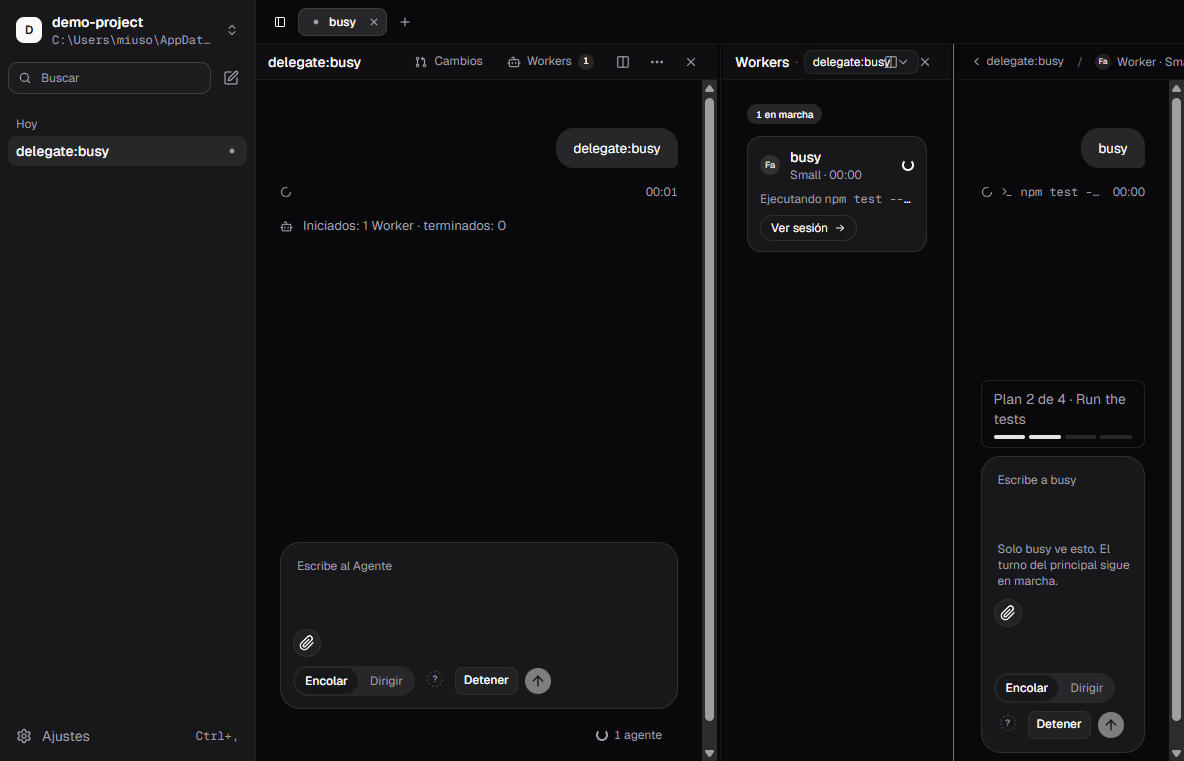 D
demo-project
C:\Users\miuso\AppDat…
Buscar
Hoy
delegate:busy
Ajustes
Ctrl+,
busy
delegate:busy
Cambios
Workers 1
delegate:busy
00:01
Iniciados: 1 Worker · terminados: 0
Escribe al Agente
Encolar
Dirigir
?
Detener
1 agente
Workers ·
delegate:busy
1 en marcha
Fa
busy
Small · 00:00
Ejecutando npm test --…
Ver sesión
delegate:busy
/
Fa
Worker · Sma
busy
npm test -…
00:00
Plan 2 de 4 · Run the
tests
Escribe a busy
Solo busy ve esto. El
turno del principal sigue
en marcha.
Encolar
Dirigir
?
Detener